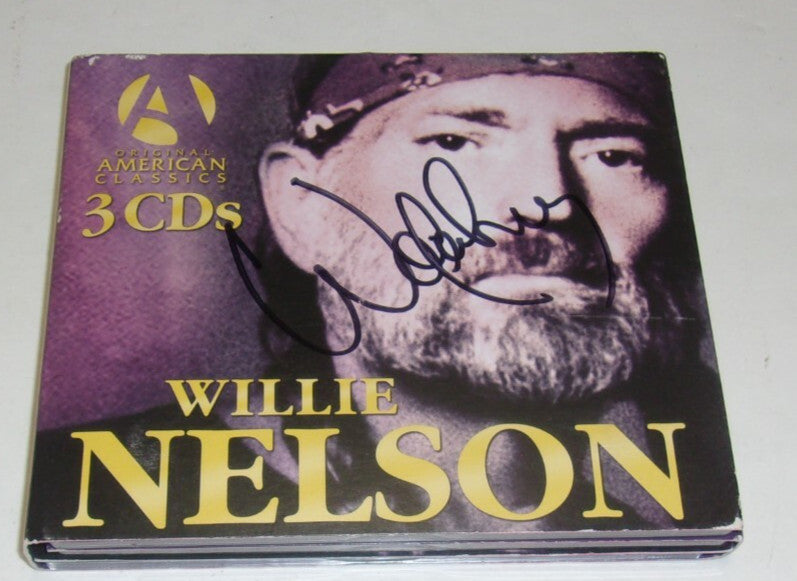 A
ORIGINAL
AMERICAN
CLASSICS
3 CDs
WILLIE
NELSON